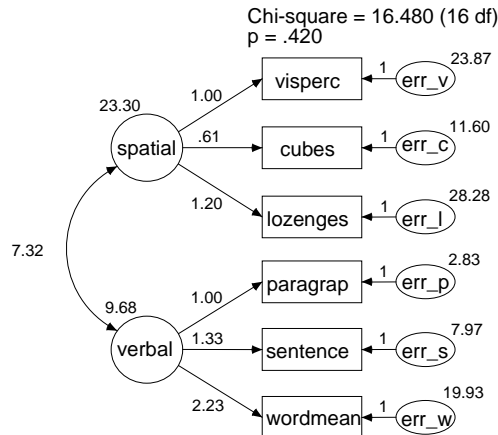 Chi-square = 16.480 (16 df)
p = .420
23.87
1
err_v
visperc
1.00
23.30
11.60
1
err_c
cubes
.61
spatial
28.28
1
err_l
lozenges
1.20
7.32
2.83
1
err_p
paragrap
1.00
9.68
7.97
1
err_s
sentence
1.33
verbal
19.93
1
err_w
wordmean
2.23